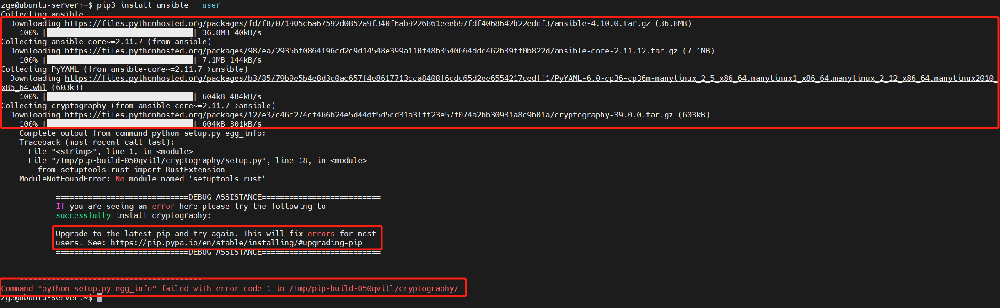 zge@ubuntu-server:~$ pip3 install ansible --user
Collecting ansible
Downloading https://files.pythonhosted.org/packages/fd/f8/071905c6a67592d0852a9f340f6ab9226861eeeb97fdf4068642b22edcf3/ansible-4.10.0.tar.gz (36.8MB)
100% |████████████████████████████████| 36.8MB 40kB/s
Collecting ansible-core~=2.11.7 (from ansible)
Downloading https://files.pythonhosted.org/packages/98/ea/2935bf0864196cd2c9d14548e399a110f48b3540664ddc462b39ff0b822d/ansible-core-2.11.12.tar.gz (7.1MB)
100% |████████████████████████████████| 7.1MB 144kB/s
Collecting PyYAML (from ansible-core~=2.11.7->ansible)
Downloading https://files.pythonhosted.org/packages/b3/85/79b9e5b4e8d3c0ac657f4e8617713cca8408f6cdc65d2ee6554217cedff1/PyYAML-6.0-cp36-cp36m-manylinux_2_5_x86_64.manylinux1_x86_64.manylinux_2_12_x86_64.manylinux2010_
x86_64.whl (603kB)
100% |████████████████████████████████| 604kB 484kB/s
Collecting cryptography (from ansible-core~=2.11.7->ansible)
Downloading https://files.pythonhosted.org/packages/12/e3/c46c274cf466b24e5d44df5d5cd31a31ff23e57f074a2bb30931a8c9b01a/cryptography-39.0.0.tar.gz (603kB)
100% |████████████████████████████████| 604kB 301kB/s
Complete output from command python setup.py egg_info:
Traceback (most recent call last):
File "<string>", line 1, in <module>
File "/tmp/pip-build-050qvi1l/cryptography/setup.py", line 18, in <module>
from setuptools_rust import RustExtension
ModuleNotFoundError: No module named 'setuptools_rust'
=============================DEBUG ASSISTANCE==========================
If you are seeing an error here please try the following to
successfully install cryptography:
Upgrade to the latest pip and try again. This will fix errors for most
users. See: https://pip.pypa.io/en/stable/installing/#upgrading-pip
=============================DEBUG ASSISTANCE==========================
----------------------------------------
Command "python setup.py egg_info" failed with error code 1 in /tmp/pip-build-050qvi1l/cryptography/
zge@ubuntu-server:~$